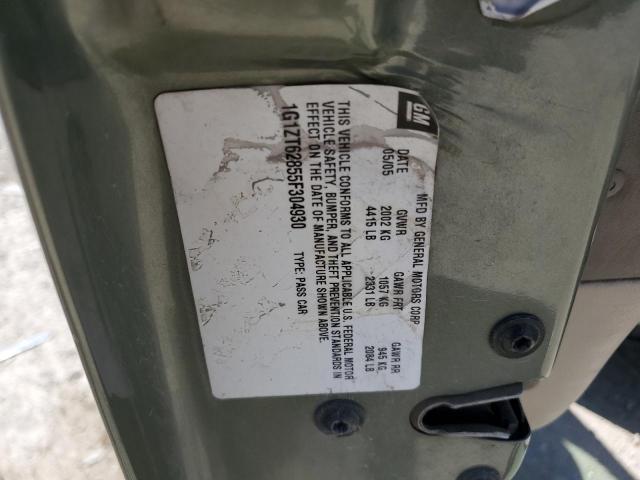 GM
MFD BY GENERAL MOTORS CORP
DATE GVWR GAWR FRT GAWR RR
05/05 2002 KG 1057 KG 945 KG
4415 LB 2331 LB 2084 LB
THIS VEHICLE CONFORMS TO ALL APPLICABLE U.S. FEDERAL MOTOR
VEHICLE SAFETY, BUMPER, AND THEFT PREVENTION STANDARDS IN
EFFECT ON THE DATE OF MANUFACTURE SHOWN ABOVE.
1G1ZT62855F304930 TYPE: PASS CAR